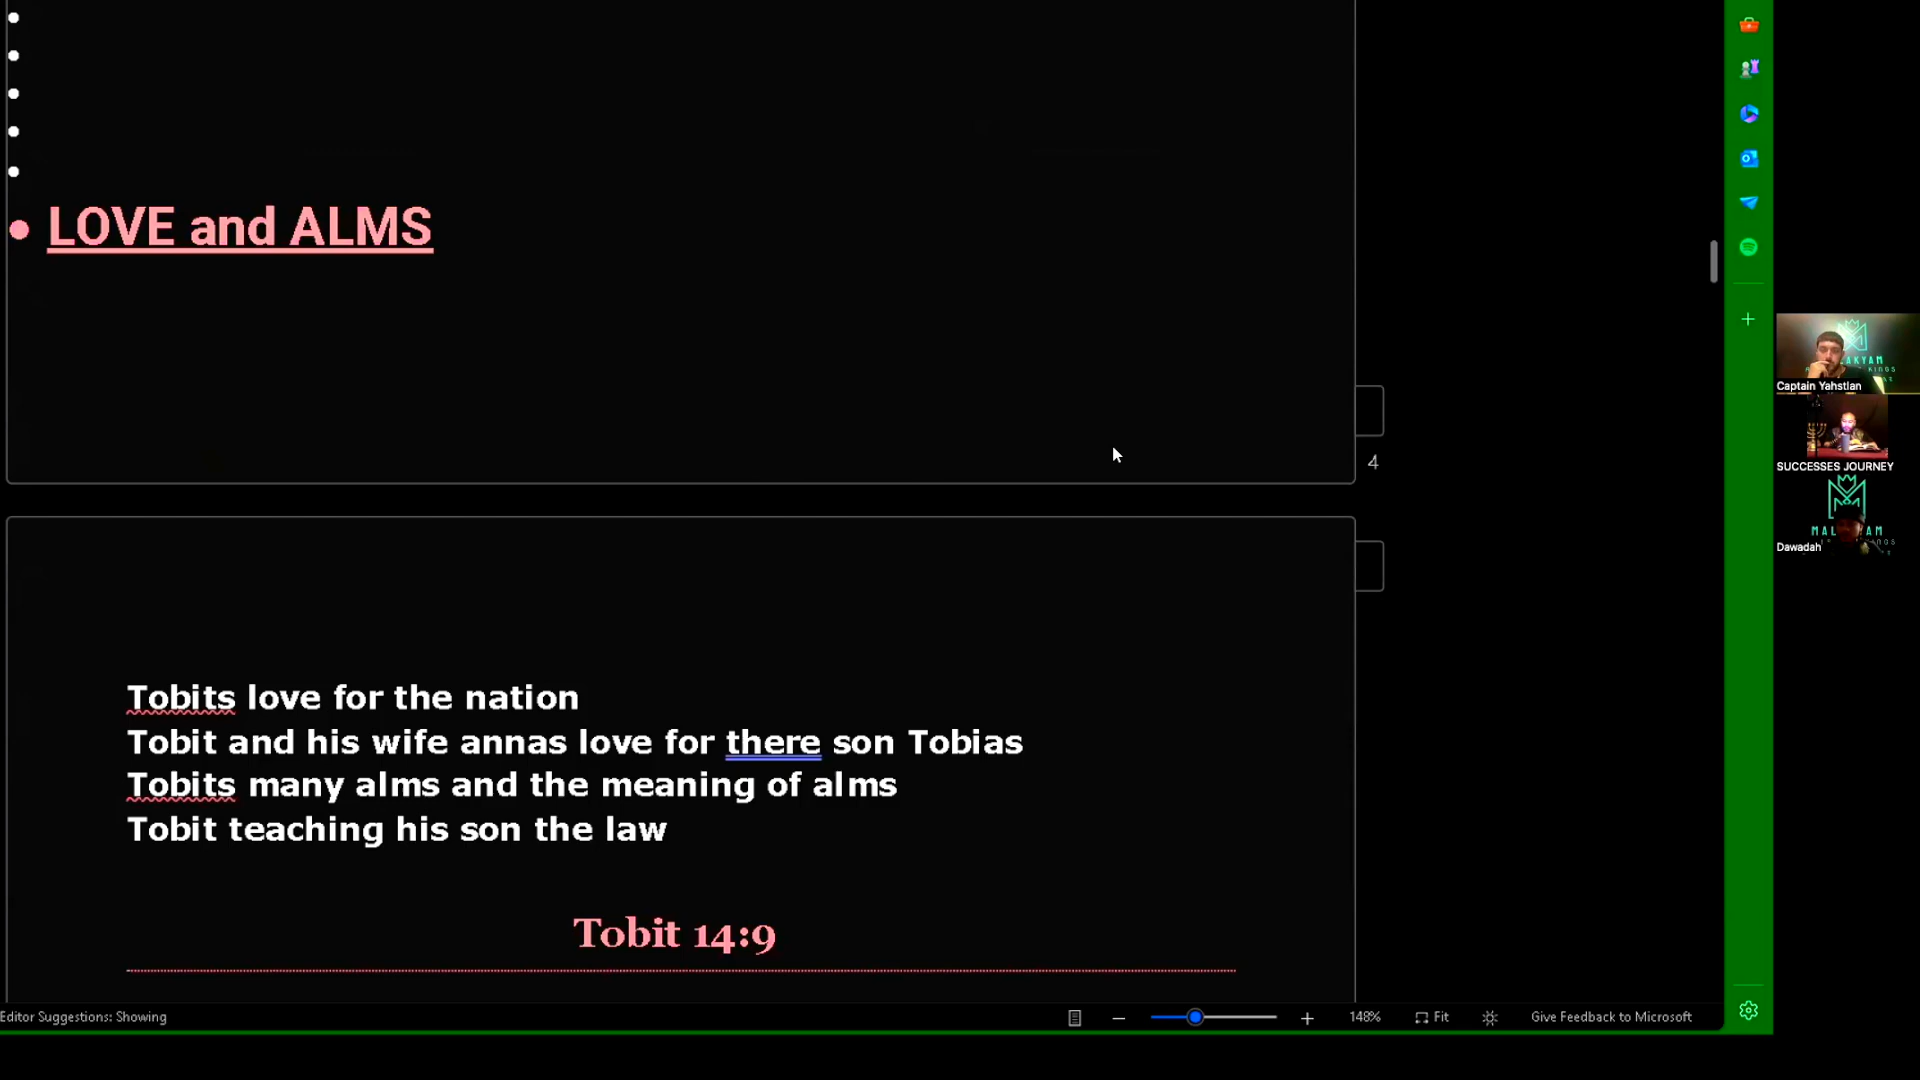 LOVE and ALMS
4
Tobits love for the nation
Tobit and his wife annas love for there son Tobias
Tobits many alms and the meaning of alms
Tobit teaching his son the law
Tobit 14:9
Editor Suggestions: Showing
148%
Fit
Give Feedback to Microsoft
Captain Yahstian
SUCCESSES JOURNEY
Dawadah